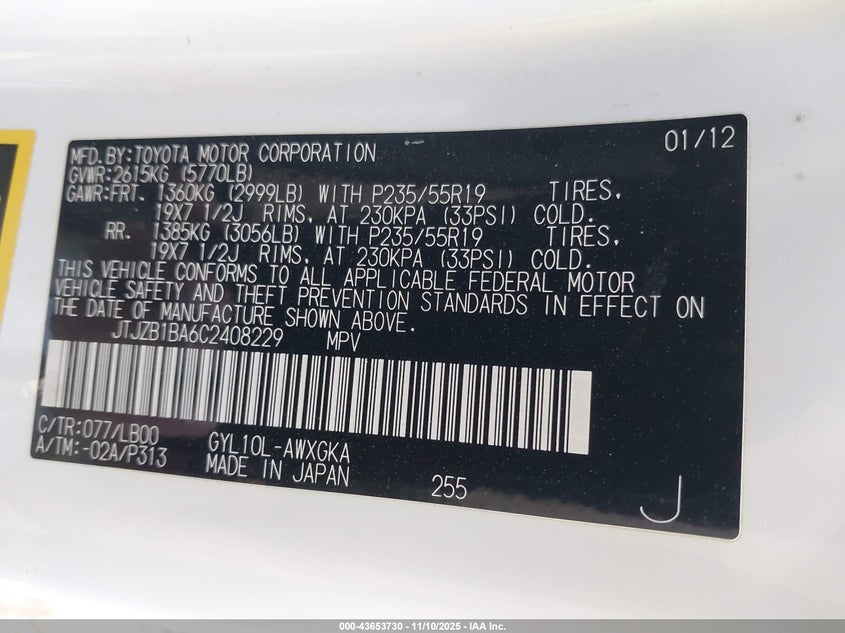 01/12
MFD. BY: TOYOTA MOTOR CORPORATION
GVWR: 2615KG (5770LB)
GAWR: FRT. 1360KG (2999LB) WITH P235/55R19 TIRES,
19X7 1/2J RIMS, AT 230KPA (33PSI) COLD.
RR. 1385KG (3056LB) WITH P235/55R19 TIRES,
19X7 1/2J RIMS, AT 230KPA (33PSI) COLD.
THIS VEHICLE CONFORMS TO ALL APPLICABLE FEDERAL MOTOR
VEHICLE SAFETY AND THEFT PREVENTION STANDARDS IN EFFECT ON
THE DATE OF MANUFACTURE SHOWN ABOVE.
JTJZB1BA6C2408229 MPV
C/TR: 077/LB00 GYL10L-AWXGKA
A/TM: -02A/P313 MADE IN JAPAN
255
J
000-43653730 - 11/10/2025 - IAA Inc.